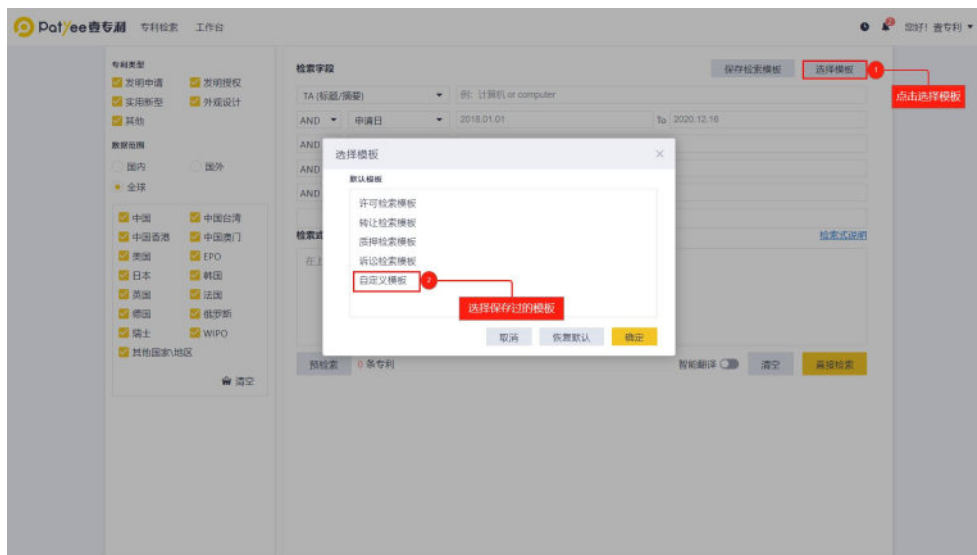 Patyee壹专利 专利检索 工作台 2 您好! 壹专利
专利类型
发明申请 发明授权
实用新型 外观设计
其他
数据范围
国内 国外
全球
中国 中国台湾
中国香港 中国澳门
美国 EPO
日本 韩国
英国 法国
德国 俄罗斯
瑞士 WIPO
其他国家\地区
清空
检索字段 保存检索模板 选择模板 1
点击选择模板
TA (标题/摘要) 例: 计算机 or computer
AND 申请日 2018.01.01 To 2020.12.16
AND
AND
AND
选择模板
默认模板
许可检索模板
转让检索模板
质押检索模板
诉讼检索模板
自定义模板 2
选择保存过的模板
取消 恢复默认 确定
检索式 检索式说明
在上
预检索 0 条专利 智能翻译 清空 直接检索